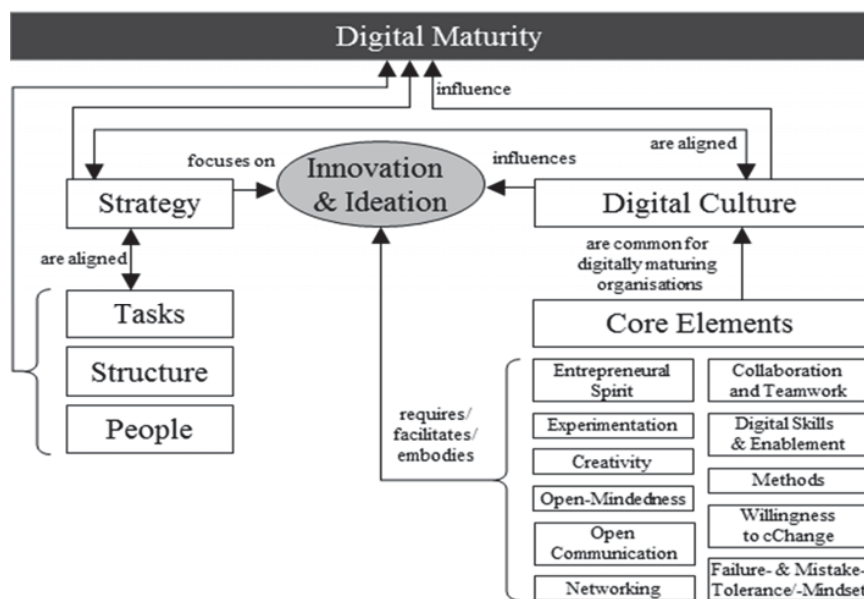 Digital Maturity
influence
are aligned
focuses on
Innovation
& Ideation
influences
Strategy
Digital Culture
are aligned
are common for
digitally maturing
organisations
Tasks
Structure
People
Core Elements
requires/
facilitates/
embodies
Entrepreneural
Spirit
Experimentation
Creativity
Open-Mindedness
Open
Communication
Networking
Collaboration
and Teamwork
Digital Skills
& Enablement
Methods
Willingness
to cChange
Failure- & Mistake-
Tolerance/-Mindset